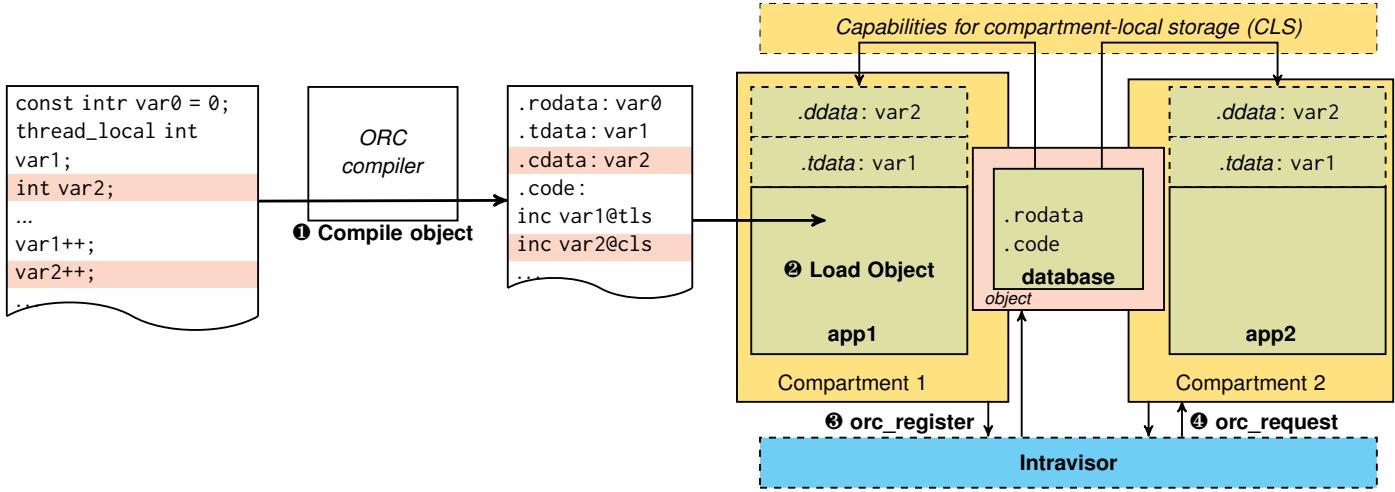 Capabilities for compartment-local storage (CLS)
const intr var0 = 0;
thread_local int
var1;
int var2;
...
var1++;
var2++;
...
ORC
compiler
❶ Compile object
.rodata: var0
.tdata: var1
.cdata: var2
.code:
inc var1@tls
inc var2@cls
...
.ddata: var2
.tdata: var1
❷ Load Object
app1
Compartment 1
.rodata
.code
database
object
.ddata: var2
.tdata: var1
app2
Compartment 2
❸ orc_register
❹ orc_request
Intravisor